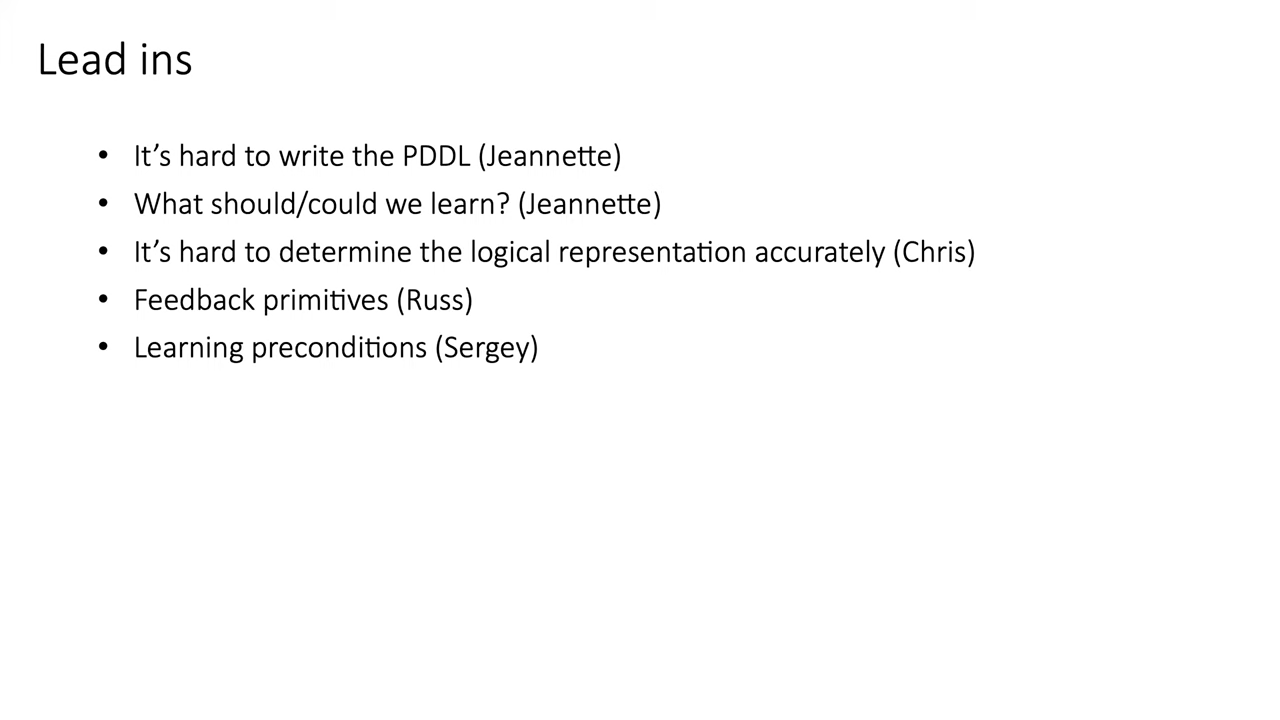 Lead ins
• It's hard to write the PDDL (Jeannette)
• What should/could we learn? (Jeannette)
• It's hard to determine the logical representation accurately (Chris)
• Feedback primitives (Russ)
• Learning preconditions (Sergey)